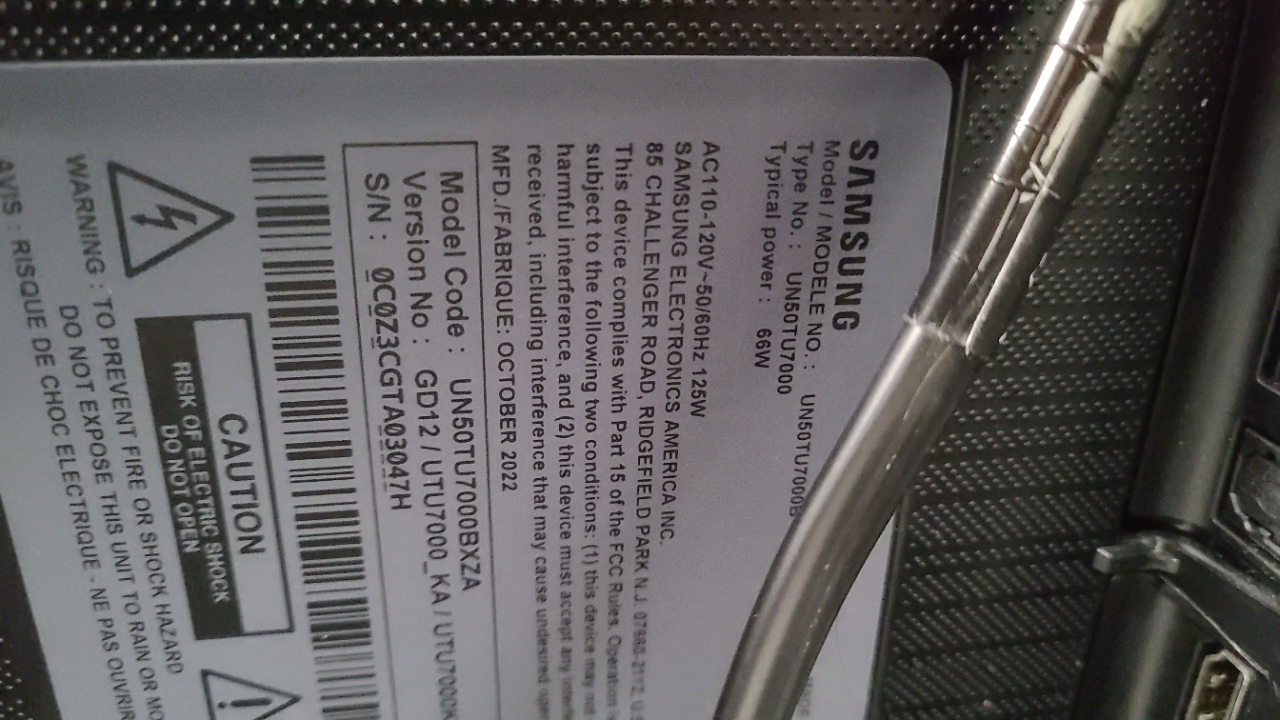 SAMSUNG
Model / MODELE NO. : UN50TU7000B
Type No. : UN50TU7000
Typical power : 66W
AC110-120V~50/60Hz 125W
SAMSUNG ELECTRONICS AMERICA INC.
85 CHALLENGER ROAD, RIDGEFIELD PARK N.J.
This device complies with Part 15 of the FCC Rules. Operation
subject to the following two conditions: (1) this device may not
harmful interference, and (2) this device must accept any
received, including interference that may cause undesired
MFD./FABRIQUE: OCTOBER 2022
Model Code : UN50TU7000BXZA
Version No : GD12 / UTU7000_KA / UTU7000K
S/N : 0C0Z3CGTA03047H
CAUTION
RISK OF ELECTRIC SHOCK
DO NOT OPEN
WARNING : TO PREVENT FIRE OR SHOCK HAZARD
DO NOT EXPOSE THIS UNIT TO RAIN OR MO
AVIS : RISQUE DE CHOC ELECTRIQUE - NE PAS OUVRIR